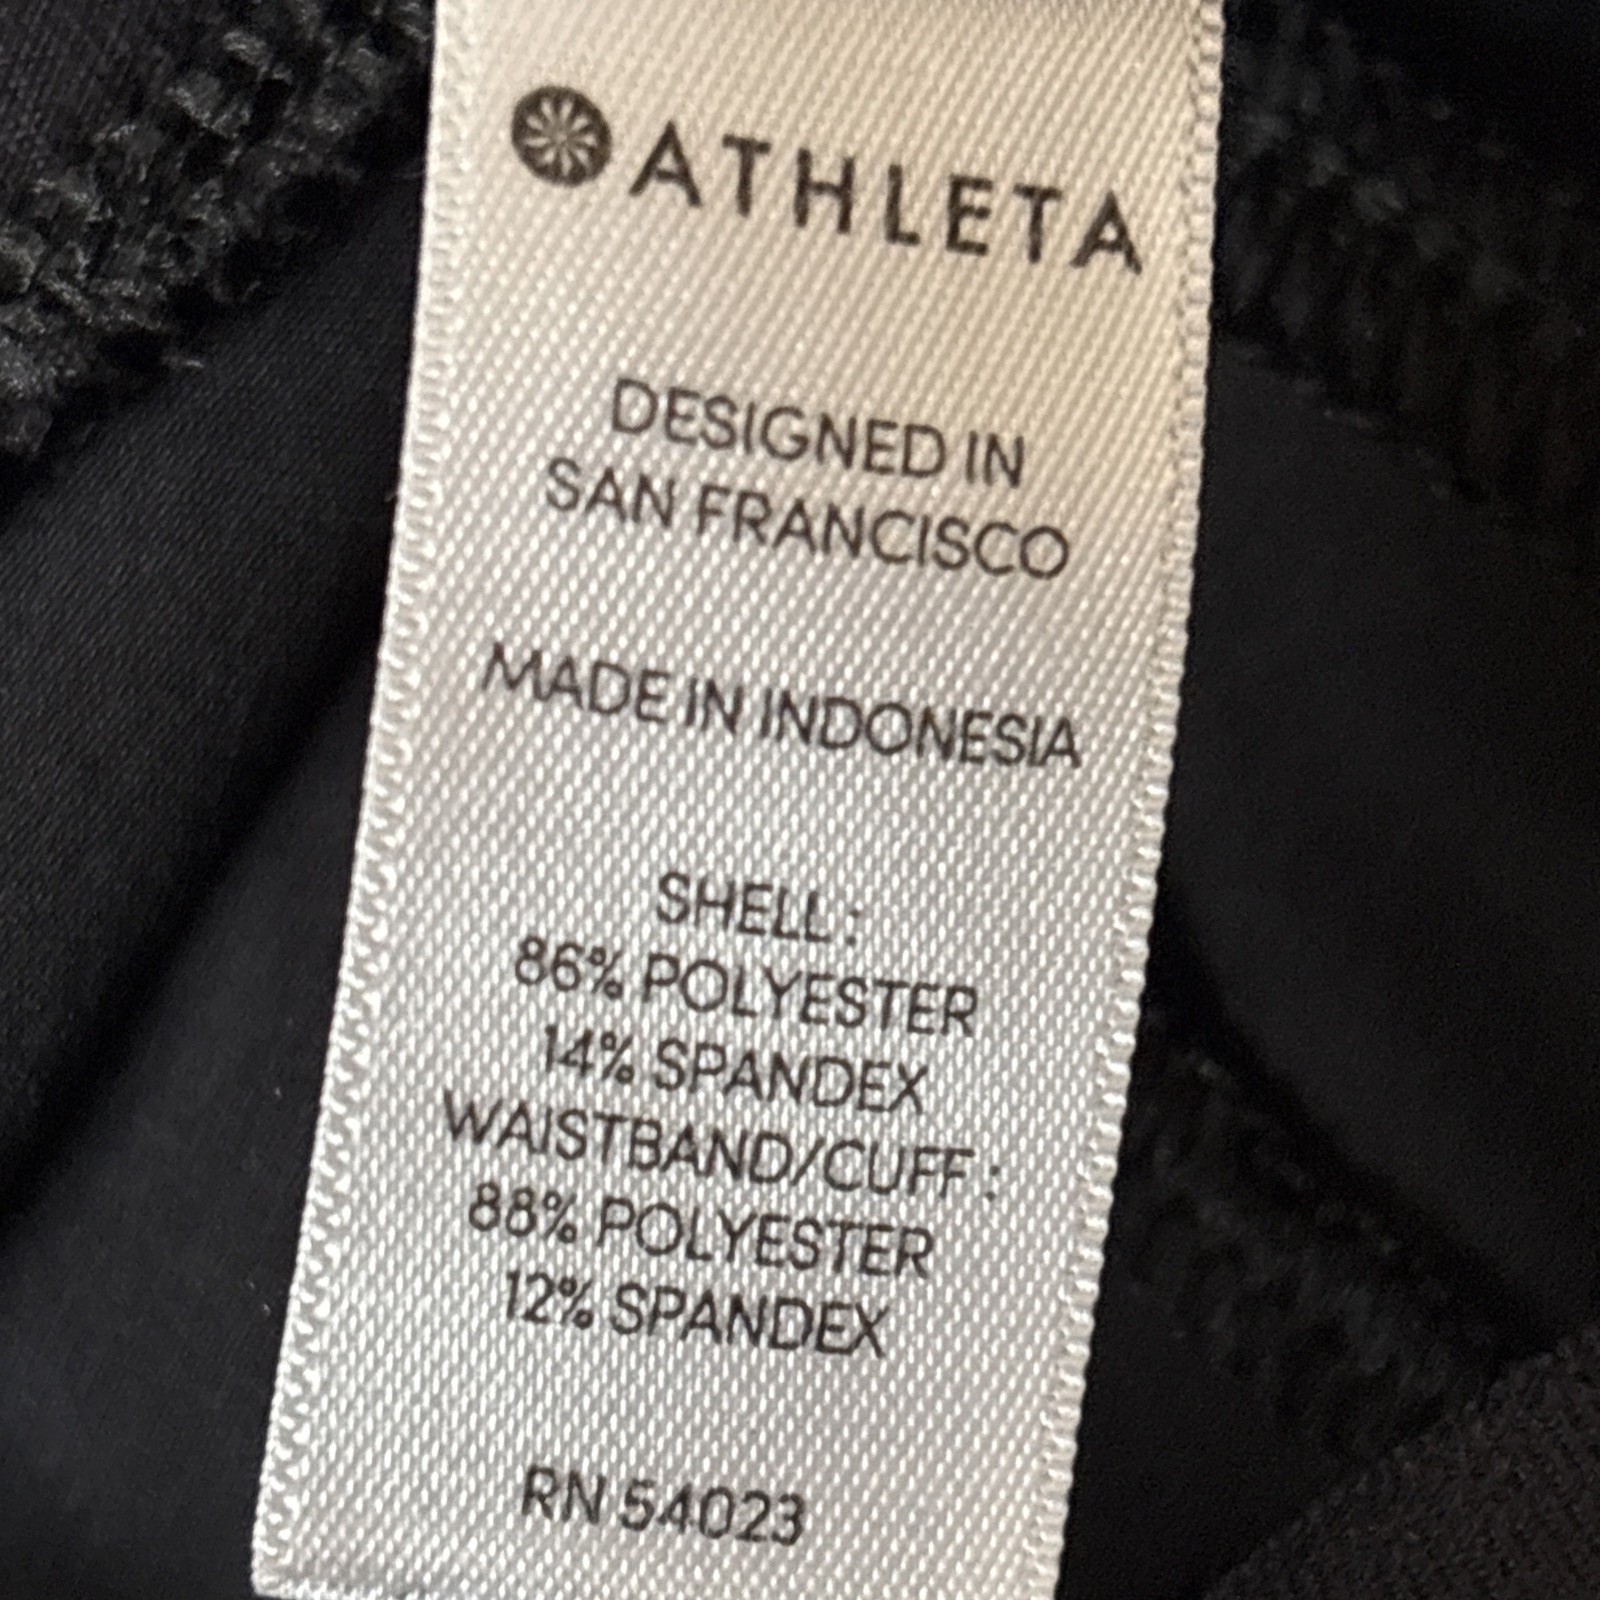 ATHLETA
DESIGNED IN
SAN FRANCISCO
MADE IN INDONESIA
SHELL :
86% POLYESTER
14% SPANDEX
WAISTBAND/CUFF :
88% POLYESTER
12% SPANDEX
RN 54023